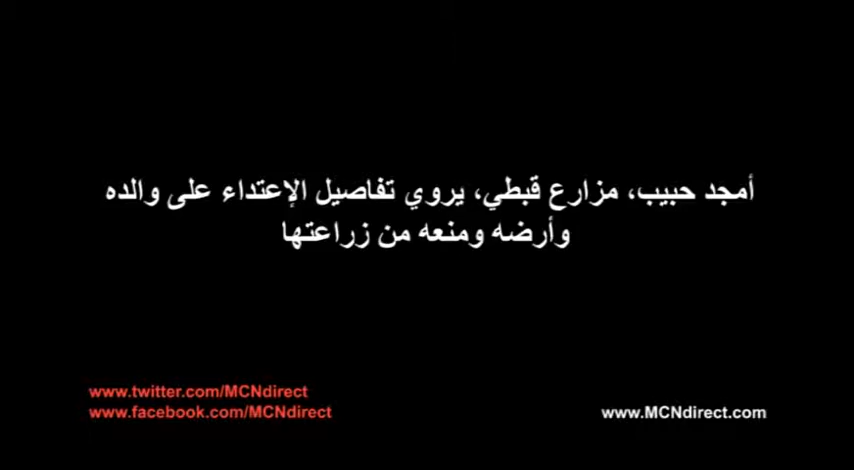 أمجد حبيب، مزارع قبطي، يروي تفاصيل الإعتداء على والده
وأرضه ومنعه من زراعتها
www.twitter.com/MCNdirect
www.facebook.com/MCNdirect
www.MCNdirect.com